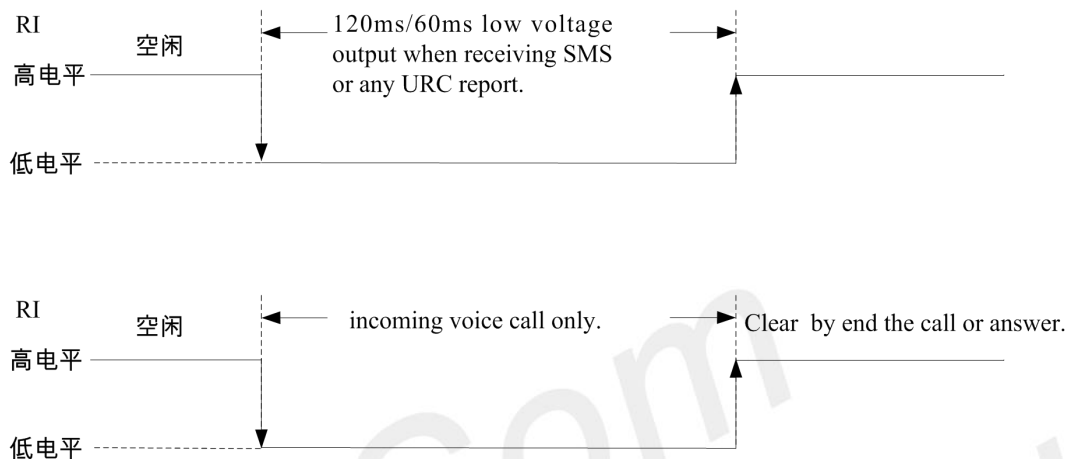 RI
空闲
120ms/60ms low voltage
output when receiving SMS
or any URC report.
高电平
低电平
RI
空闲
incoming voice call only.
Clear by end the call or answer.
高电平
低电平
Com